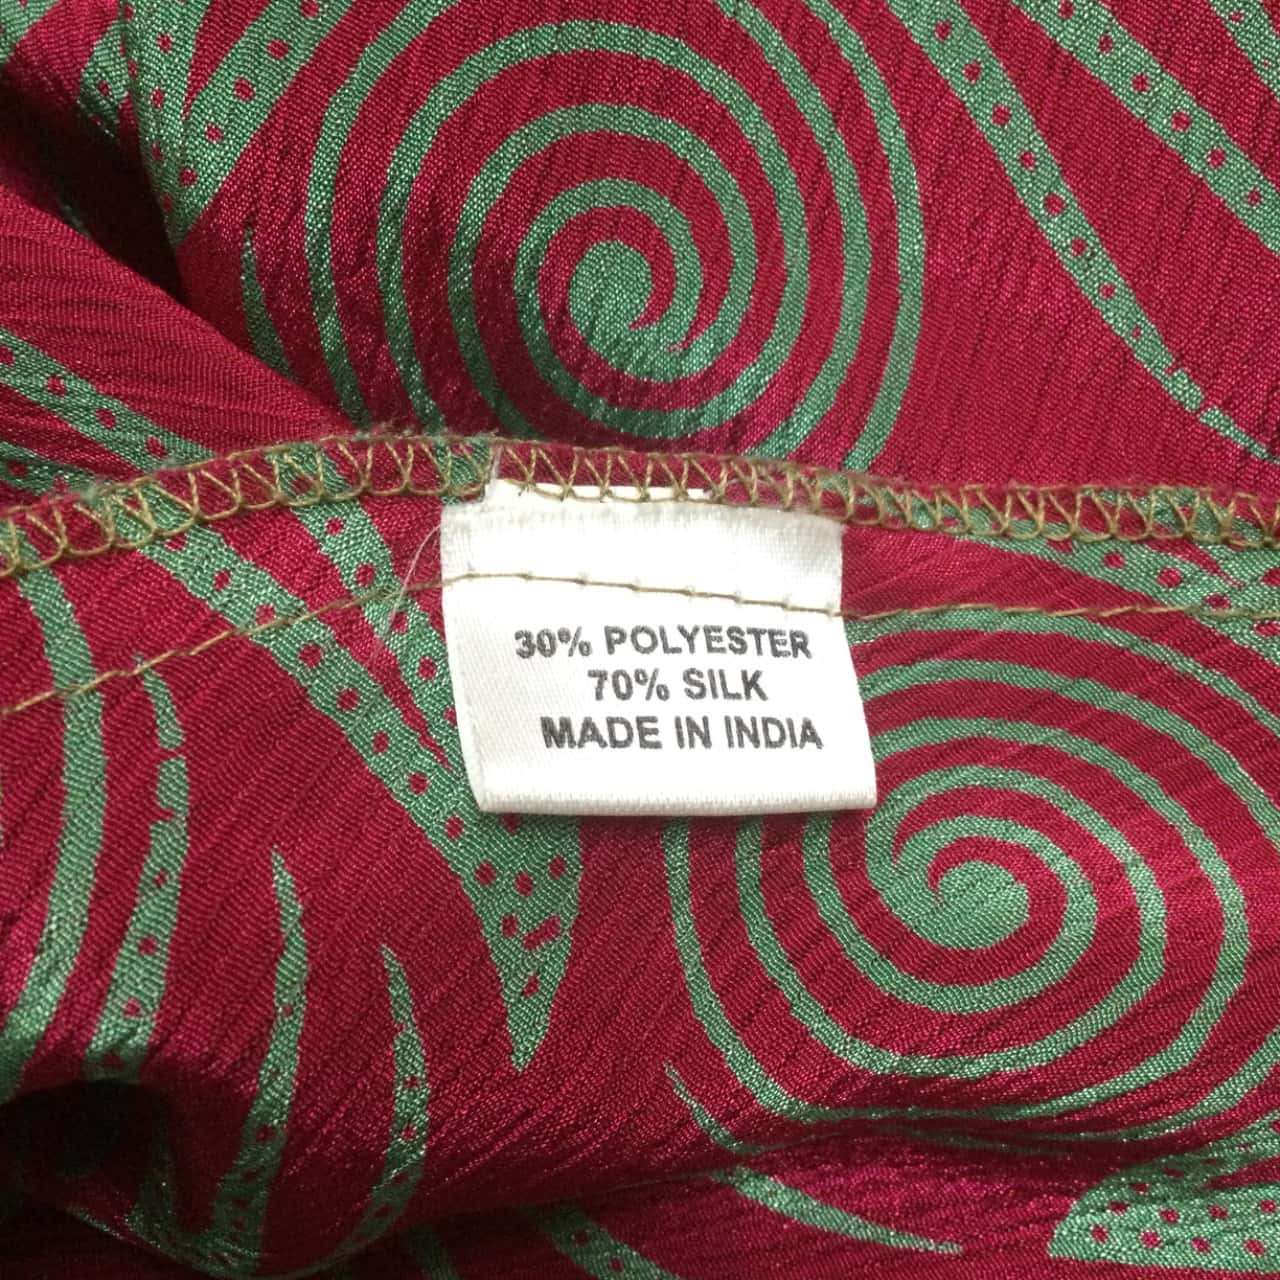 30% POLYESTER
70% SILK
MADE IN INDIA